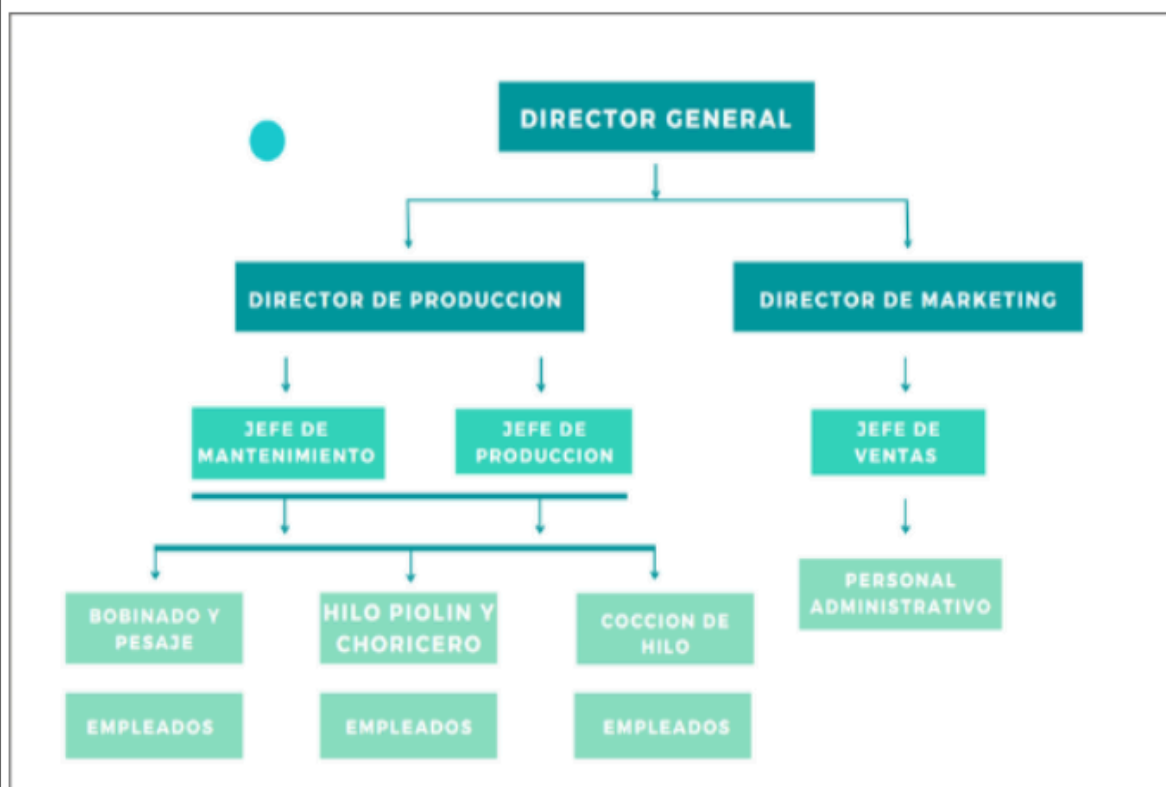 DIRECTOR GENERAL
DIRECTOR DE PRODUCCION
DIRECTOR DE MARKETING
JEFE DE
MANTENIMIENTO
JEFE DE
PRODUCCION
JEFE DE
VENTAS
BOBINADO Y
PESAJE
HILO PIOLIN Y
CHORICERO
COCCION DE
HILO
PERSONAL
ADMINISTRATIVO
EMPLEADOS
EMPLEADOS
EMPLEADOS